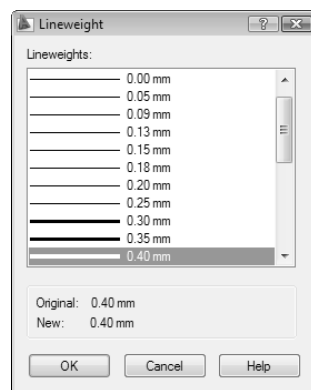 Lineweight
Lineweights:
0.00 mm
0.05 mm
0.09 mm
0.13 mm
0.15 mm
0.18 mm
0.20 mm
0.25 mm
0.30 mm
0.35 mm
0.40 mm
Original: 0.40 mm
New: 0.40 mm
OK Cancel Help